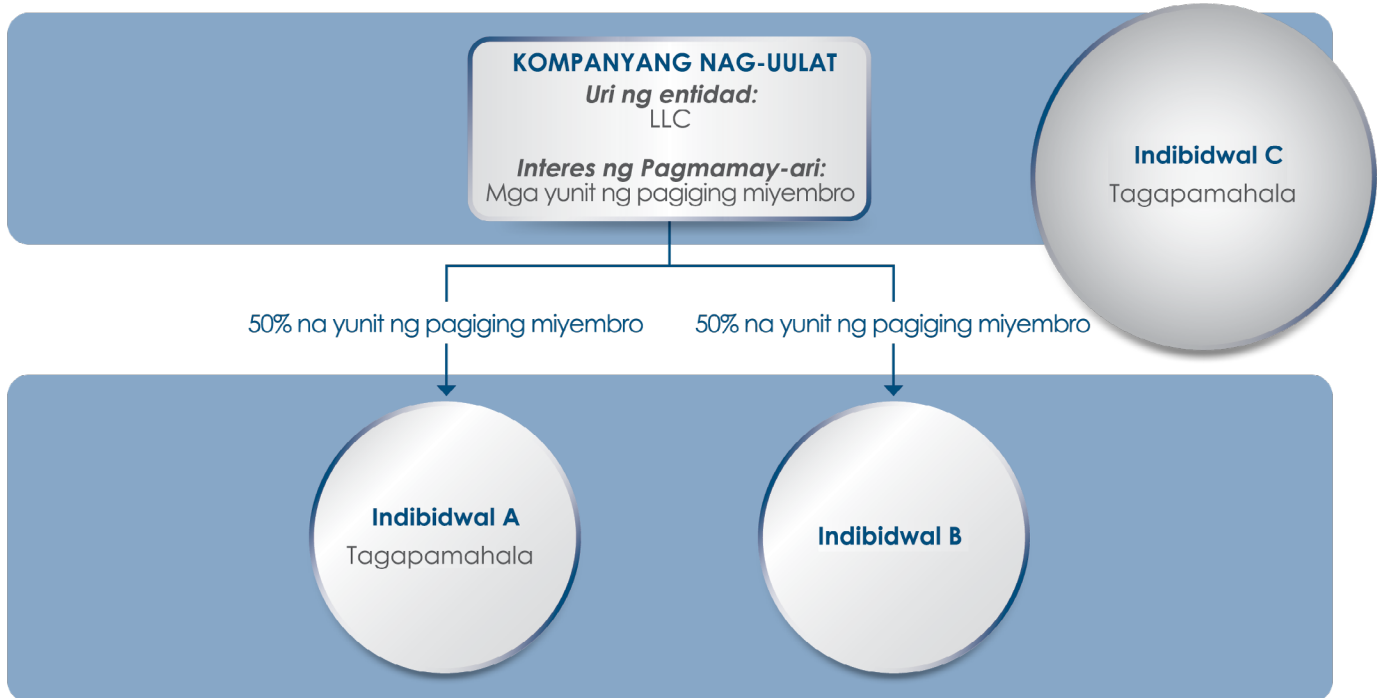 KOMPANYANG NAG-UULAT
Uri ng entidad:
LLC
Interes ng Pagmamay-ari:
Mga yunit ng pagiging miyembro
Indibidwal C
Tagapamahala
50% na yunit ng pagiging miyembro
50% na yunit ng pagiging miyembro
Indibidwal A
Tagapamahala
Indibidwal B